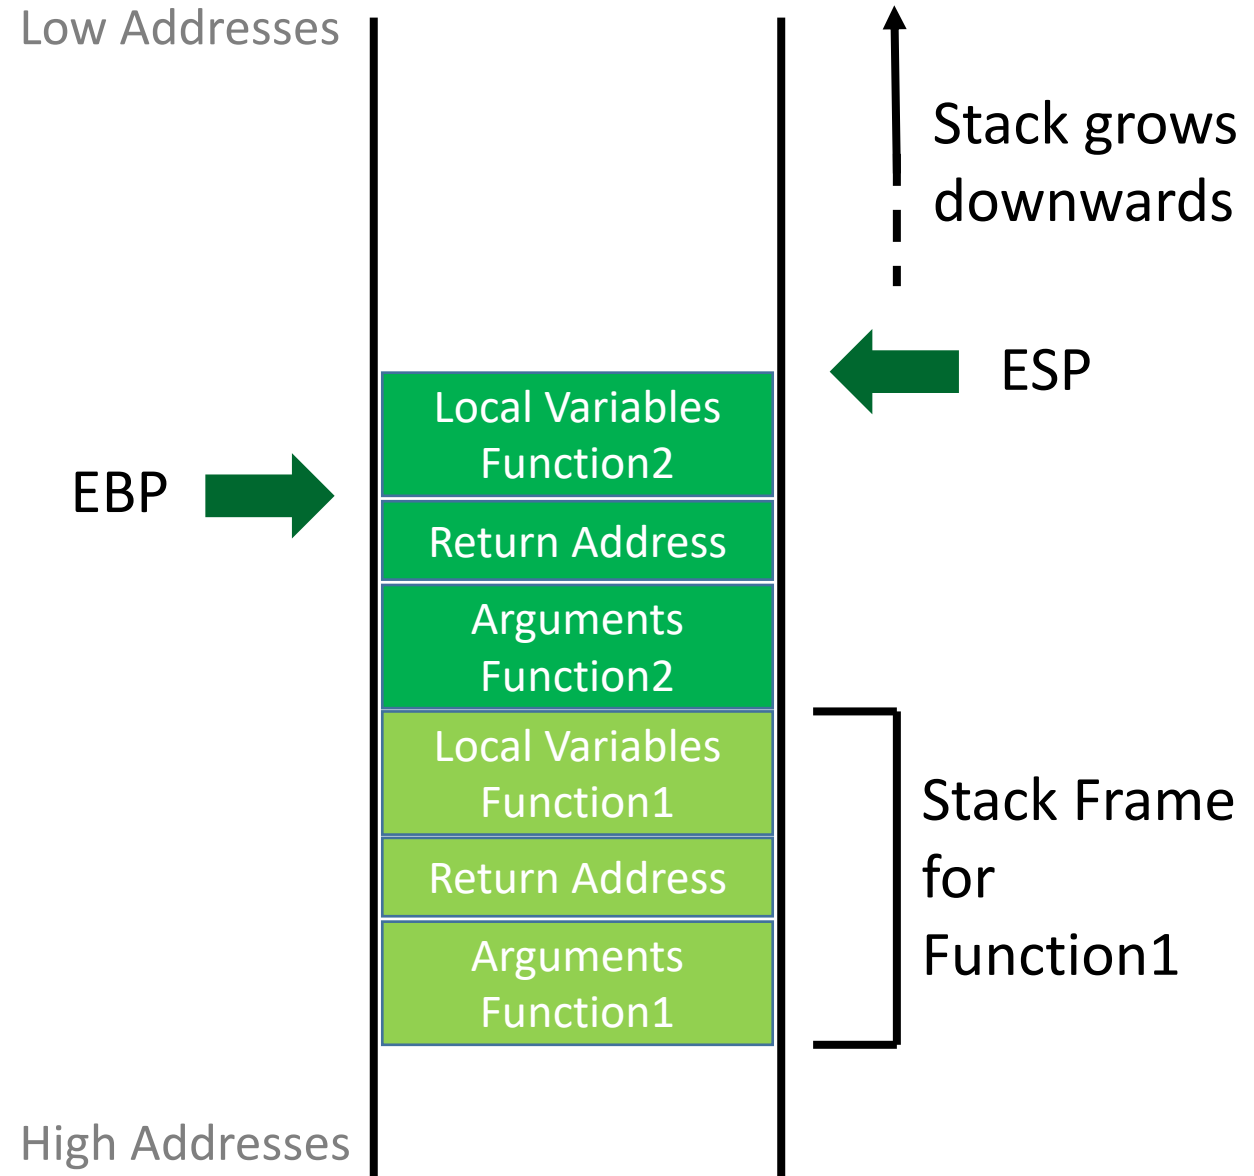 Low Addresses
Stack grows
downwards
ESP
Local Variables
Function2
EBP
Return Address
Arguments
Function2
Local Variables
Function1
Return Address
Arguments
Function1
Stack Frame
for
Function1
High Addresses